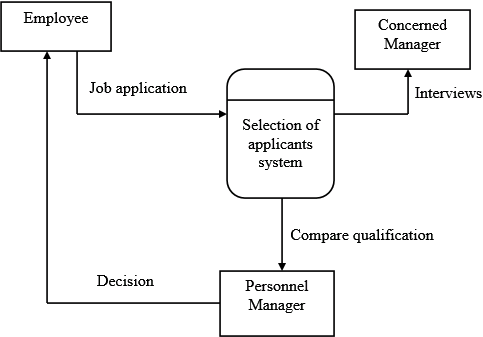 Employee
Concerned
Manager
Job application
Interviews
Selection of
applicants
system
Compare qualification
Decision
Personnel
Manager